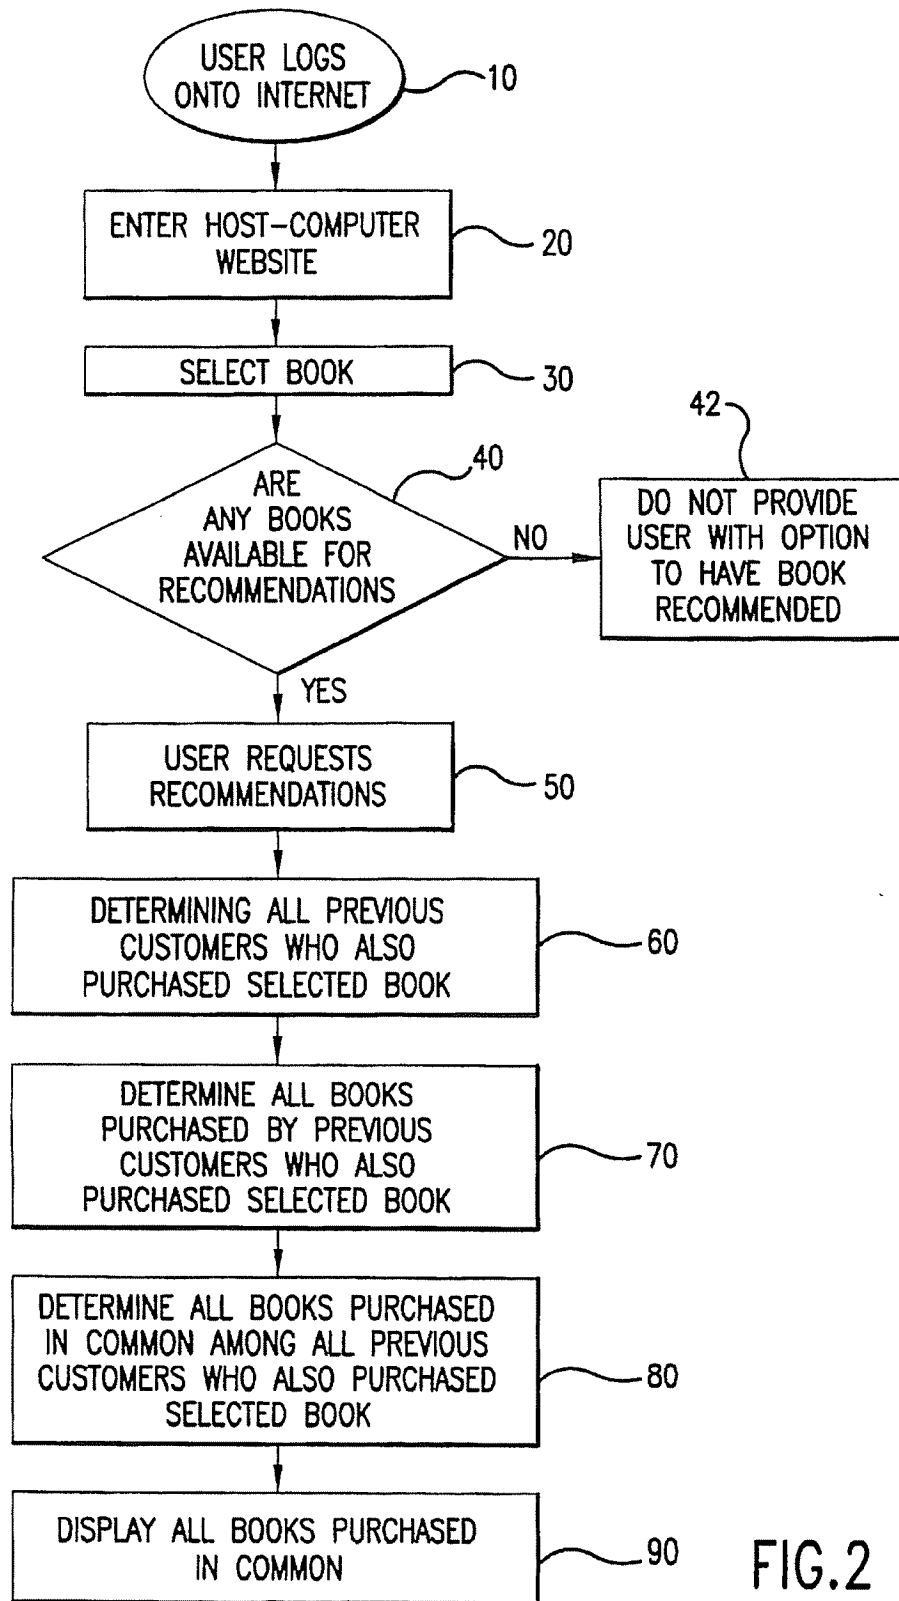 USER LOGS
ONTO INTERNET
10
ENTER HOST-COMPUTER
WEBSITE
20
SELECT BOOK
30
ARE
ANY BOOKS
AVAILABLE FOR
RECOMMENDATIONS
40
NO
42
DO NOT PROVIDE
USER WITH OPTION
TO HAVE BOOK
RECOMMENDED
YES
USER REQUESTS
RECOMMENDATIONS
50
DETERMINING ALL PREVIOUS
CUSTOMERS WHO ALSO
PURCHASED SELECTED BOOK
60
DETERMINE ALL BOOKS
PURCHASED BY PREVIOUS
CUSTOMERS WHO ALSO
PURCHASED SELECTED BOOK
70
DETERMINE ALL BOOKS PURCHASED
IN COMMON AMONG ALL PREVIOUS
CUSTOMERS WHO ALSO PURCHASED
SELECTED BOOK
80
DISPLAY ALL BOOKS PURCHASED
IN COMMON
90
FIG.2